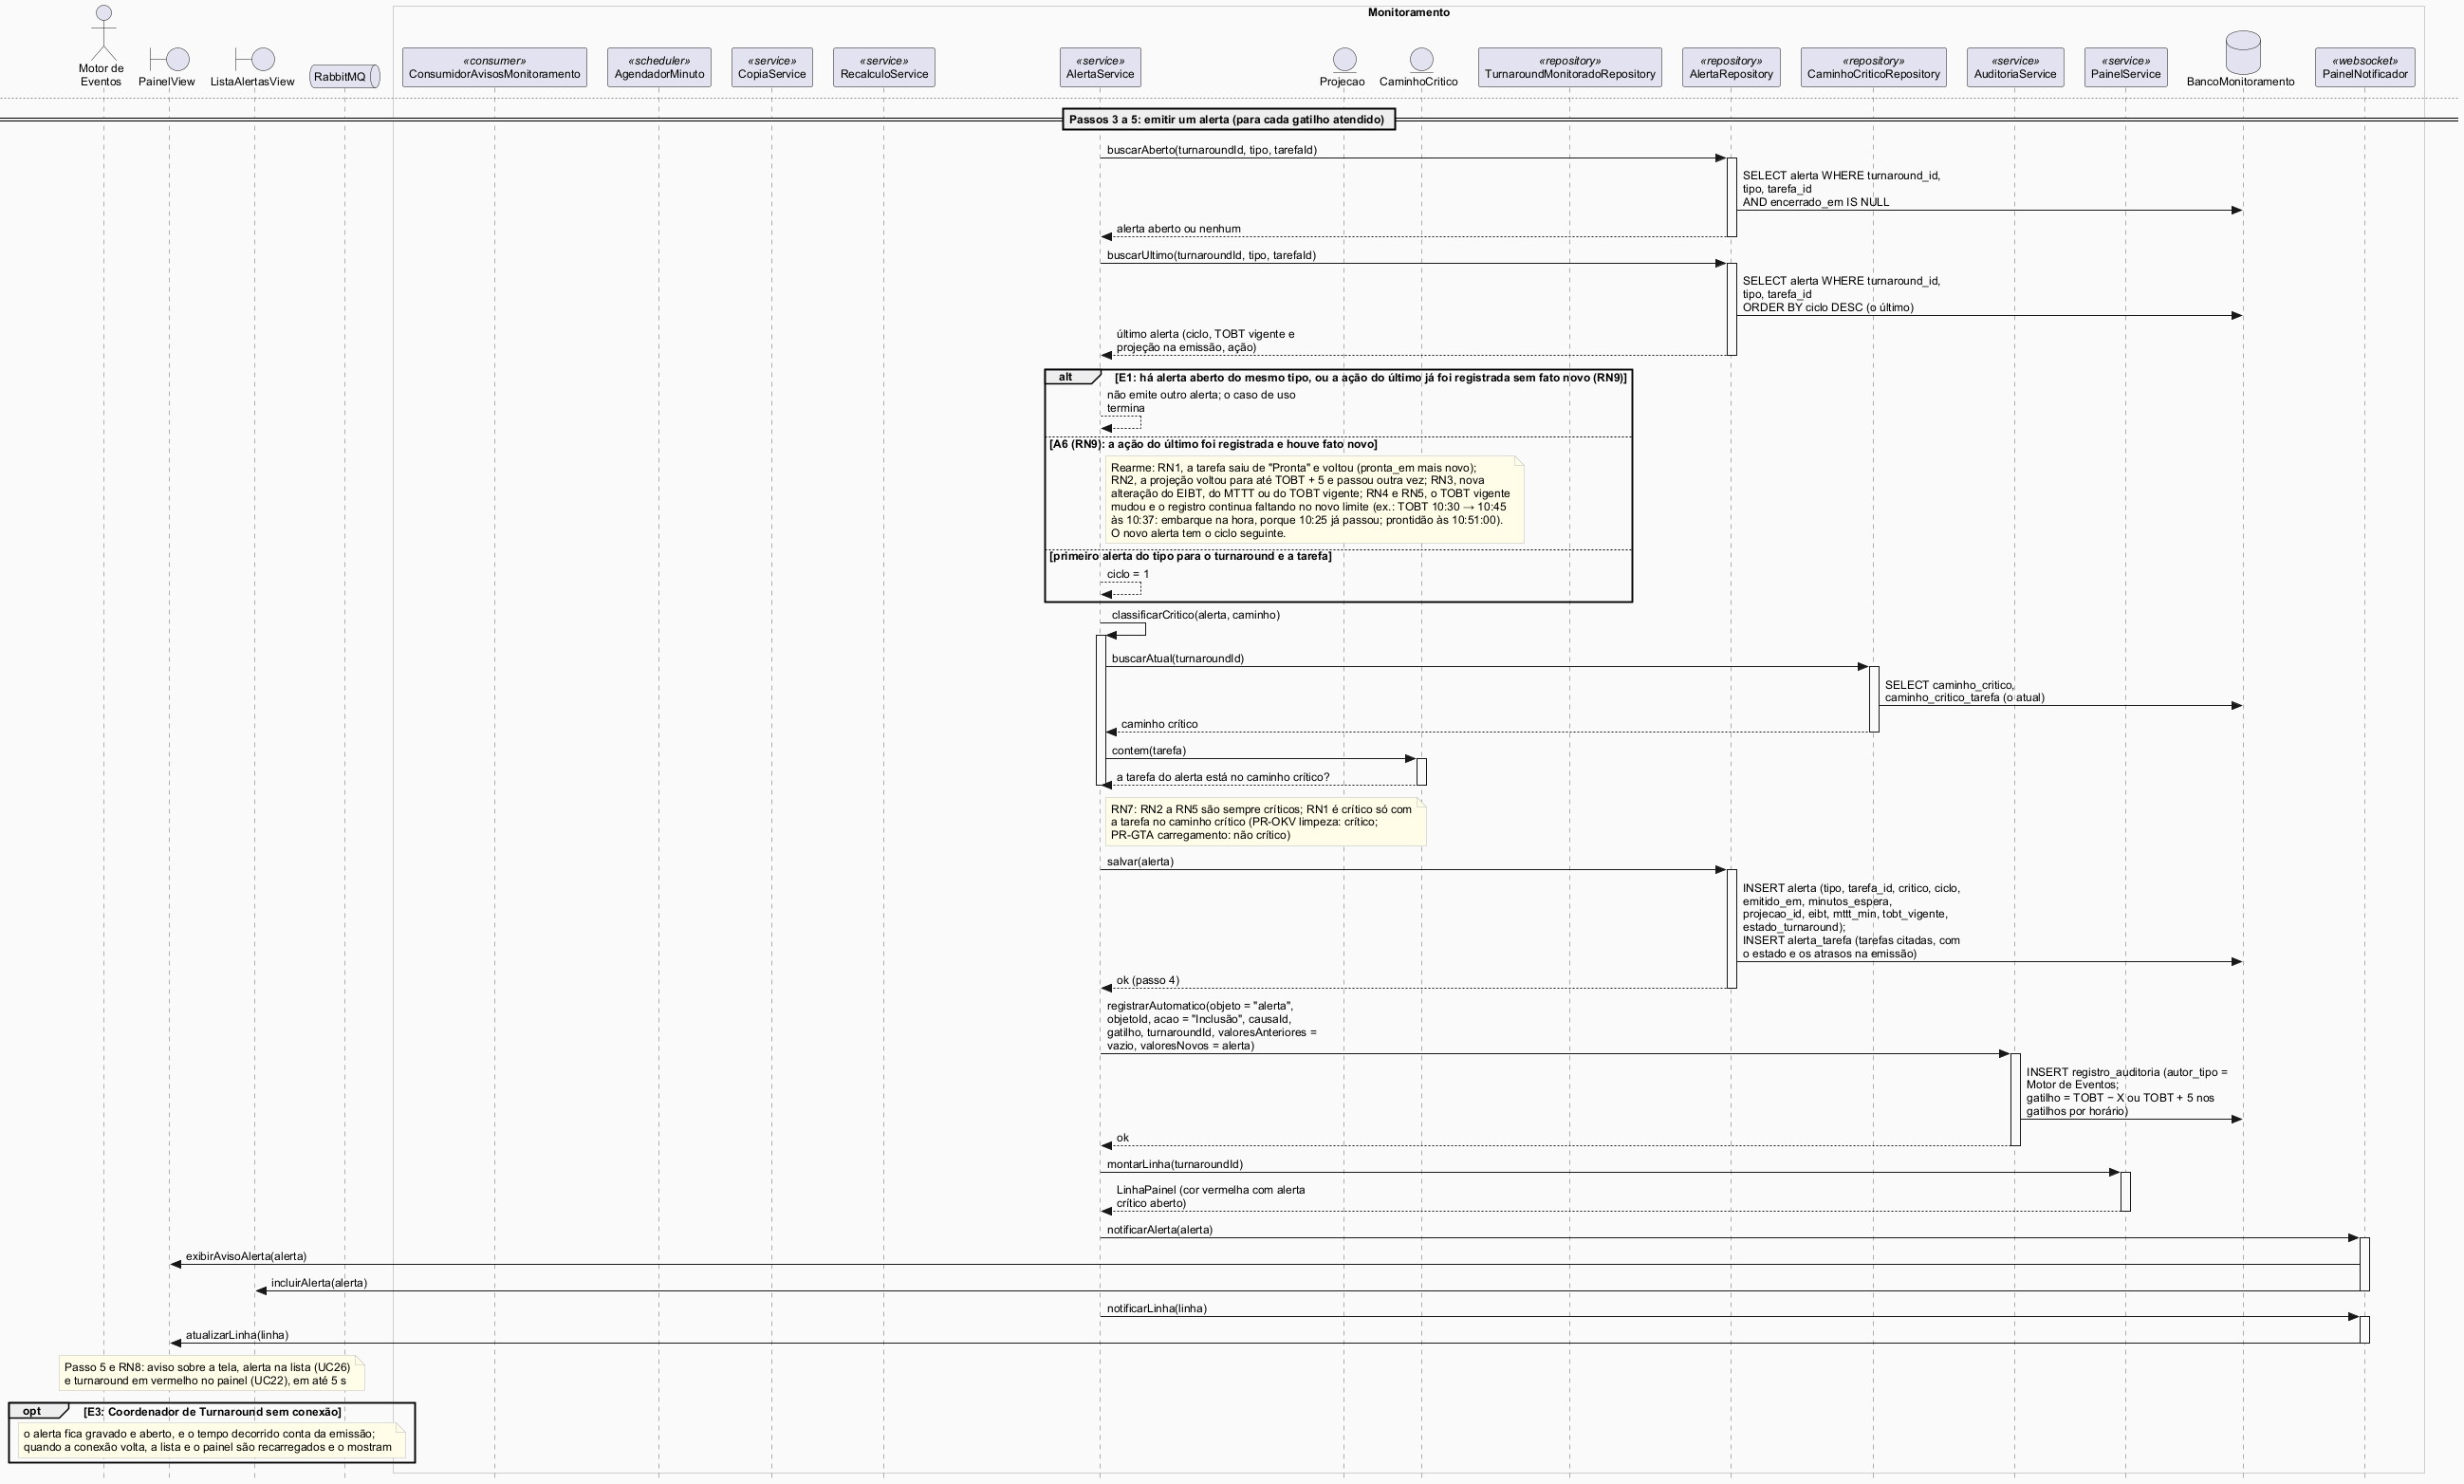 Monitoramento
Motor de
Eventos
PainelView
ListaAlertasView
RabbitMQ
«consumer»
ConsumidorAvisosMonitoramento
«scheduler»
AgendadorMinuto
«service»
CopiaService
«service»
RecalculoService
«service»
AlertaService
Projecao
CaminhoCritico
«repository»
TurnaroundMonitoradoRepository
«repository»
AlertaRepository
«repository»
CaminhoCriticoRepository
«service»
AuditoriaService
«service»
PainelService
BancoMonitoramento
«websocket»
PainelNotificador
Passos 3 a 5: emitir um alerta (para cada gatilho atendido)
buscarAberto(turnaroundId, tipo, tarefaId)
SELECT alerta WHERE turnaround_id,
tipo, tarefa_id
AND encerrado_em IS NULL
alerta aberto ou nenhum
buscarUltimo(turnaroundId, tipo, tarefaId)
SELECT alerta WHERE turnaround_id,
tipo, tarefa_id
ORDER BY ciclo DESC (o último)
último alerta (ciclo, TOBT vigente e
projeção na emissão, ação)
alt
[E1: há alerta aberto do mesmo tipo, ou a ação do último já foi registrada sem fato novo (RN9)]
não emite outro alerta; o caso de uso
termina
[A6 (RN9): a ação do último foi registrada e houve fato novo]
Rearme: RN1, a tarefa saiu de "Pronta" e voltou (pronta_em mais novo);
RN2, a projeção voltou para até TOBT + 5 e passou outra vez; RN3, nova
alteração do EIBT, do MTTT ou do TOBT vigente; RN4 e RN5, o TOBT vigente
mudou e o registro continua faltando no novo limite (ex.: TOBT 10:30 → 10:45
às 10:37: embarque na hora, porque 10:25 já passou; prontidão às 10:51:00).
O novo alerta tem o ciclo seguinte.
[primeiro alerta do tipo para o turnaround e a tarefa]
ciclo = 1
classificarCritico(alerta, caminho)
buscarAtual(turnaroundId)
SELECT caminho_critico,
caminho_critico_tarefa (o atual)
caminho crítico
contem(tarefa)
a tarefa do alerta está no caminho crítico?
RN7: RN2 a RN5 são sempre críticos; RN1 é crítico só com
a tarefa no caminho crítico (PR-OKV limpeza: crítico;
PR-GTA carregamento: não crítico)
salvar(alerta)
INSERT alerta (tipo, tarefa_id, critico, ciclo,
emitido_em, minutos_espera,
projecao_id, eibt, mttt_min, tobt_vigente,
estado_turnaround);
INSERT alerta_tarefa (tarefas citadas, com
o estado e os atrasos na emissão)
ok (passo 4)
registrarAutomatico(objeto = "alerta",
objetoId, acao = "Inclusão", causaId,
gatilho, turnaroundId, valoresAnteriores =
vazio, valoresNovos = alerta)
INSERT registro_auditoria (autor_tipo =
Motor de Eventos;
gatilho = TOBT − X ou TOBT + 5 nos
gatilhos por horário)
ok
montarLinha(turnaroundId)
LinhaPainel (cor vermelha com alerta
crítico aberto)
notificarAlerta(alerta)
exibirAvisoAlerta(alerta)
incluirAlerta(alerta)
notificarLinha(linha)
atualizarLinha(linha)
Passo 5 e RN8: aviso sobre a tela, alerta na lista (UC26)
e turnaround em vermelho no painel (UC22), em até 5 s
opt
[E3: Coordenador de Turnaround sem conexão]
o alerta fica gravado e aberto, e o tempo decorrido conta da emissão;
quando a conexão volta, a lista e o painel são recarregados e o mostram